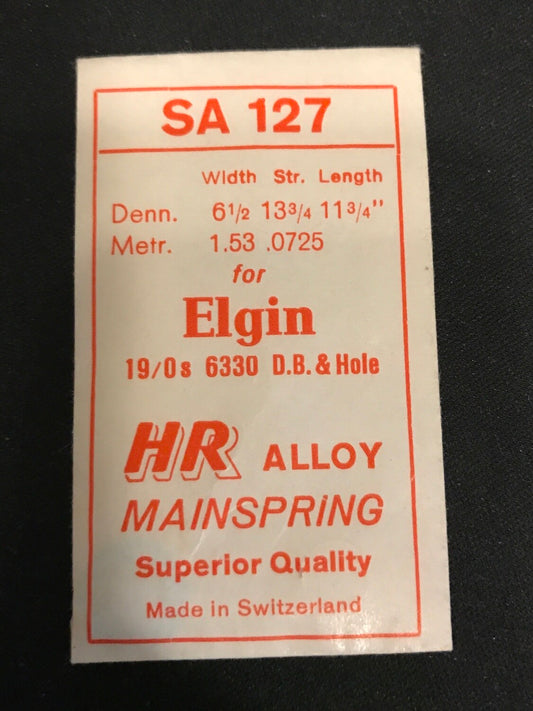 SA 127
Width Str. Length
Denn. 6½ 13¾ 11¾"
Metr. 1.53 .0725
for
Elgin
19/0s 6330 D.B. & Hole
HR ALLOY
MAINSPRING
Superior Quality
Made in Switzerland